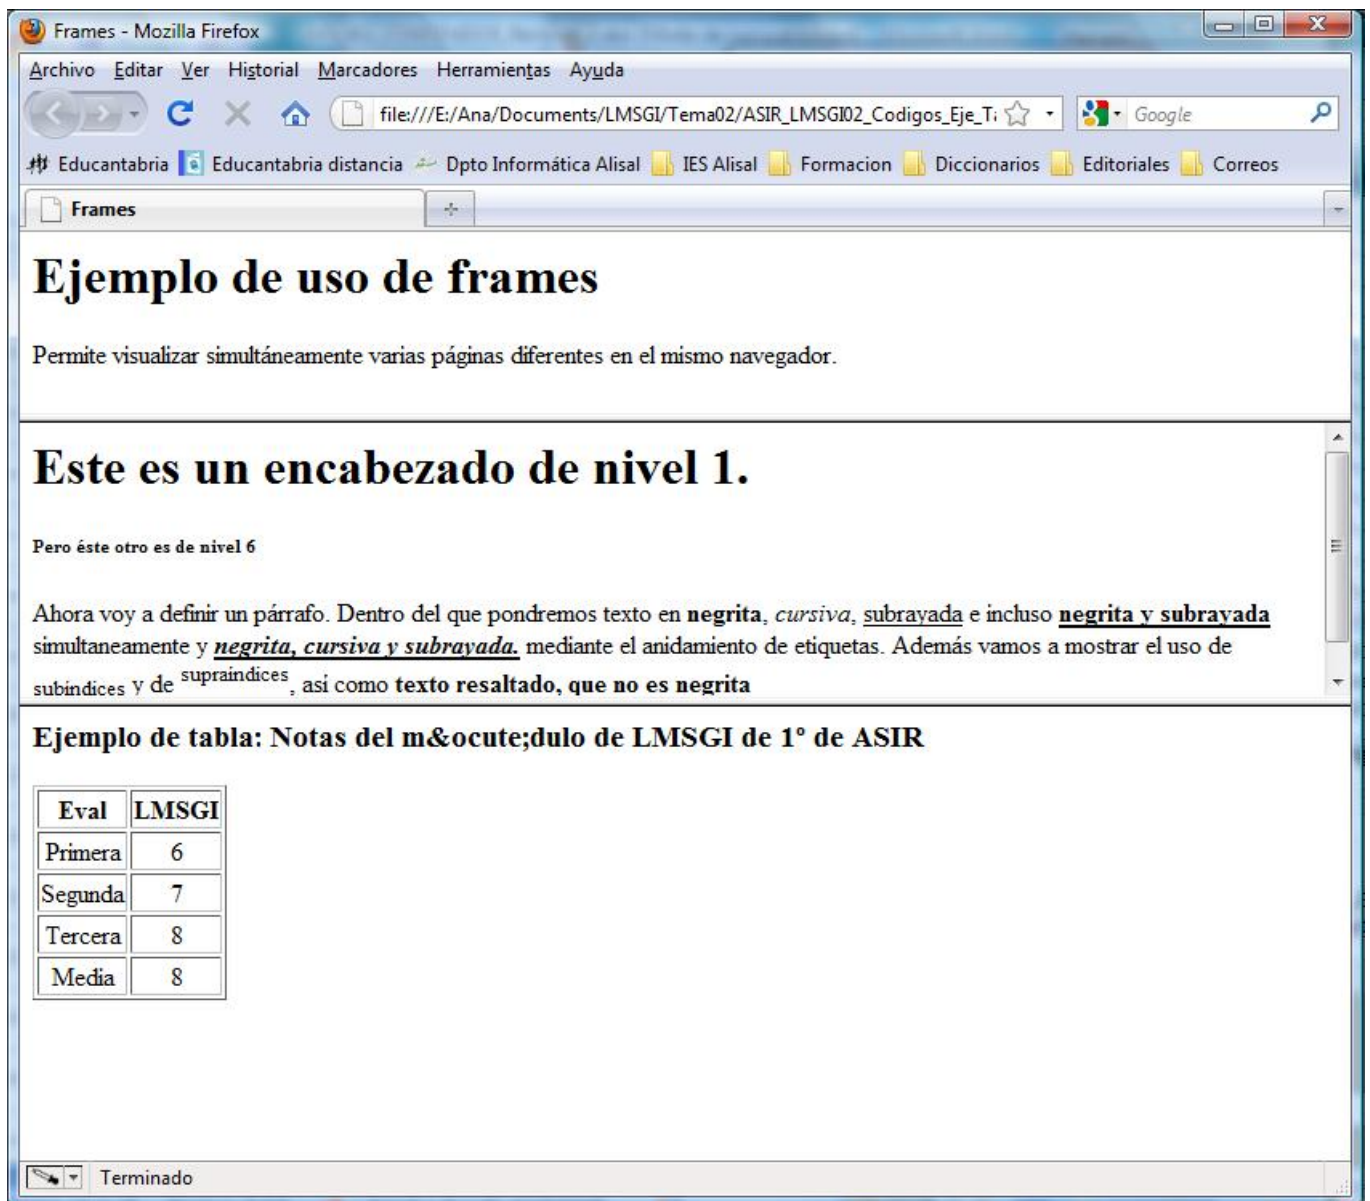 Frames - Mozilla Firefox
Archivo Editar Ver Historial Marcadores Herramientas Ayuda
file:///E:/Ana/Documents/LMSGI/Tema02/ASIR_LMSGI02_Codigos_Eje_T
Google
Educantabria Educantabria distancia Dpto Informática Alisal IES Alisal Formacion Diccionarios Editoriales Correos
Frames
Ejemplo de uso de frames
Permite visualizar simultáneamente varias páginas diferentes en el mismo navegador.
Este es un encabezado de nivel 1.
Pero éste otro es de nivel 6
Ahora voy a definir un párrafo. Dentro del que pondremos texto en negrita, cursiva, subrayada e incluso negrita y subrayada
simultaneamente y negrita, cursiva y subrayada. mediante el anidamiento de etiquetas. Además vamos a mostrar el uso de
subíndices y de supraíndices, así como texto resaltado, que no es negrita
Ejemplo de tabla: Notas del m&ocute;dulo de LMSGI de 1º de ASIR
Eval LMSGI
Primera 6
Segunda 7
Tercera 8
Media 8
Terminado